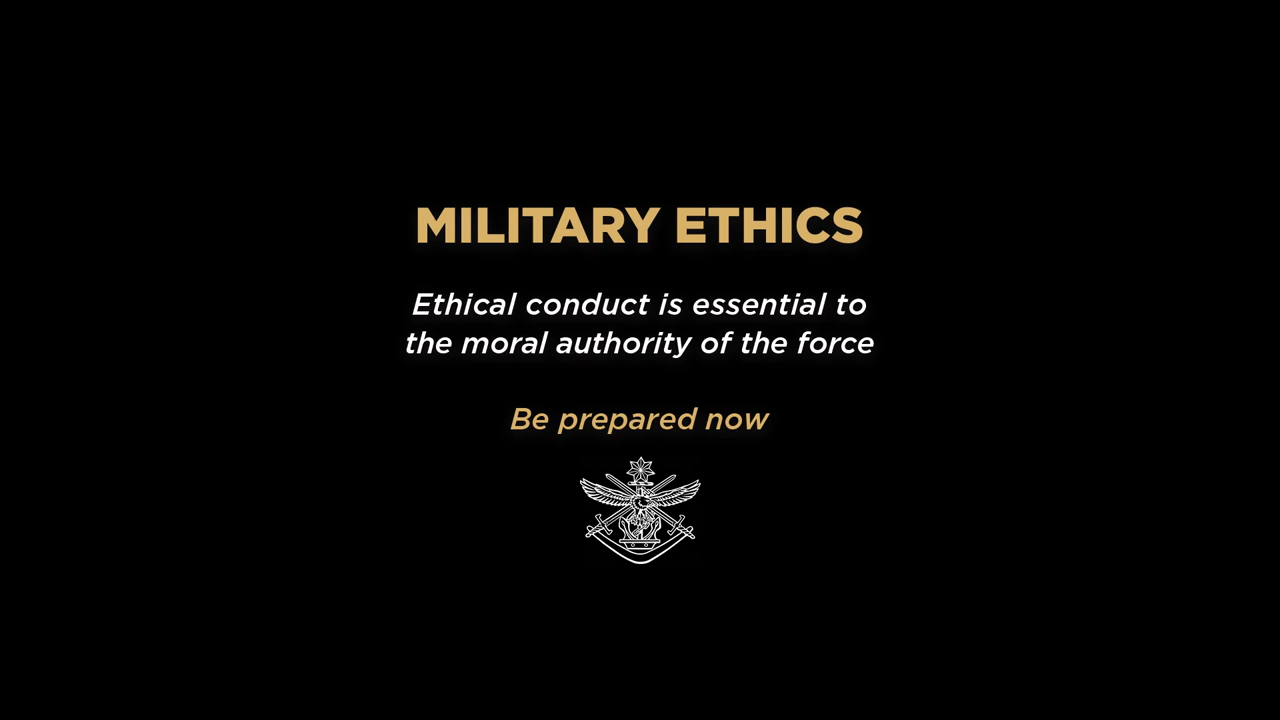 MILITARY ETHICS
Ethical conduct is essential to
the moral authority of the force
Be prepared now